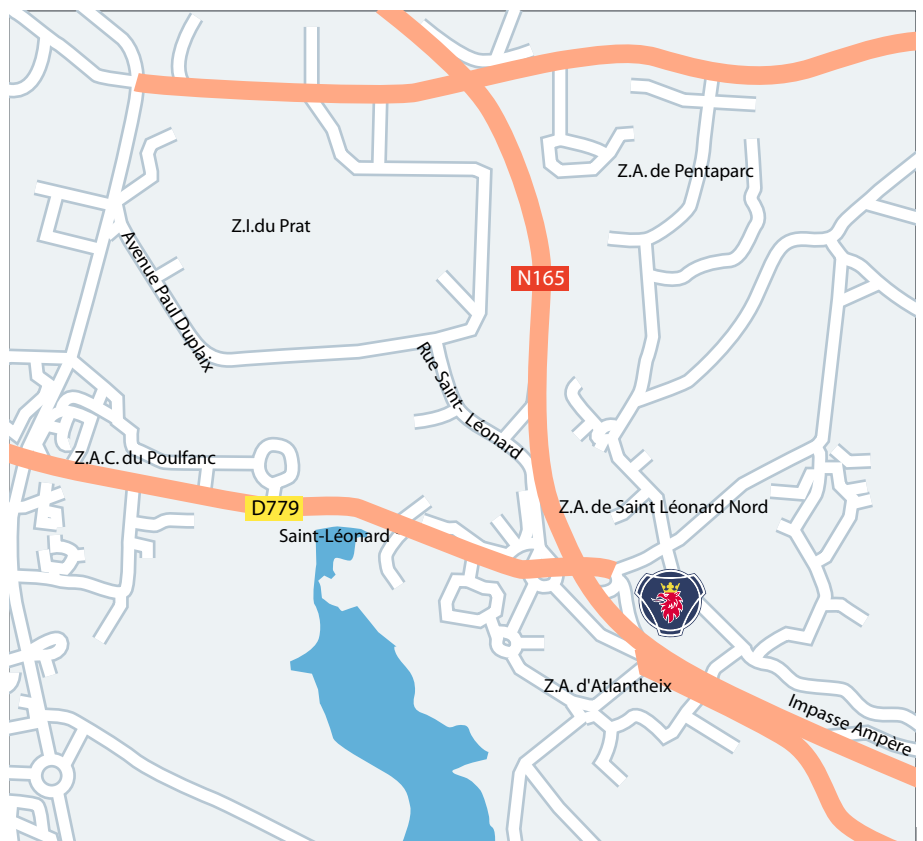 Z.A. de Pentaparc
Z.I.du Prat
Avenue Paul Duplaix
N165
Rue Saint- Léonard
Z.A.C. du Poulfanc
D779
Z.A. de Saint Léonard Nord
Saint-Léonard
Z.A. d'Atlantheix
Impasse Ampère